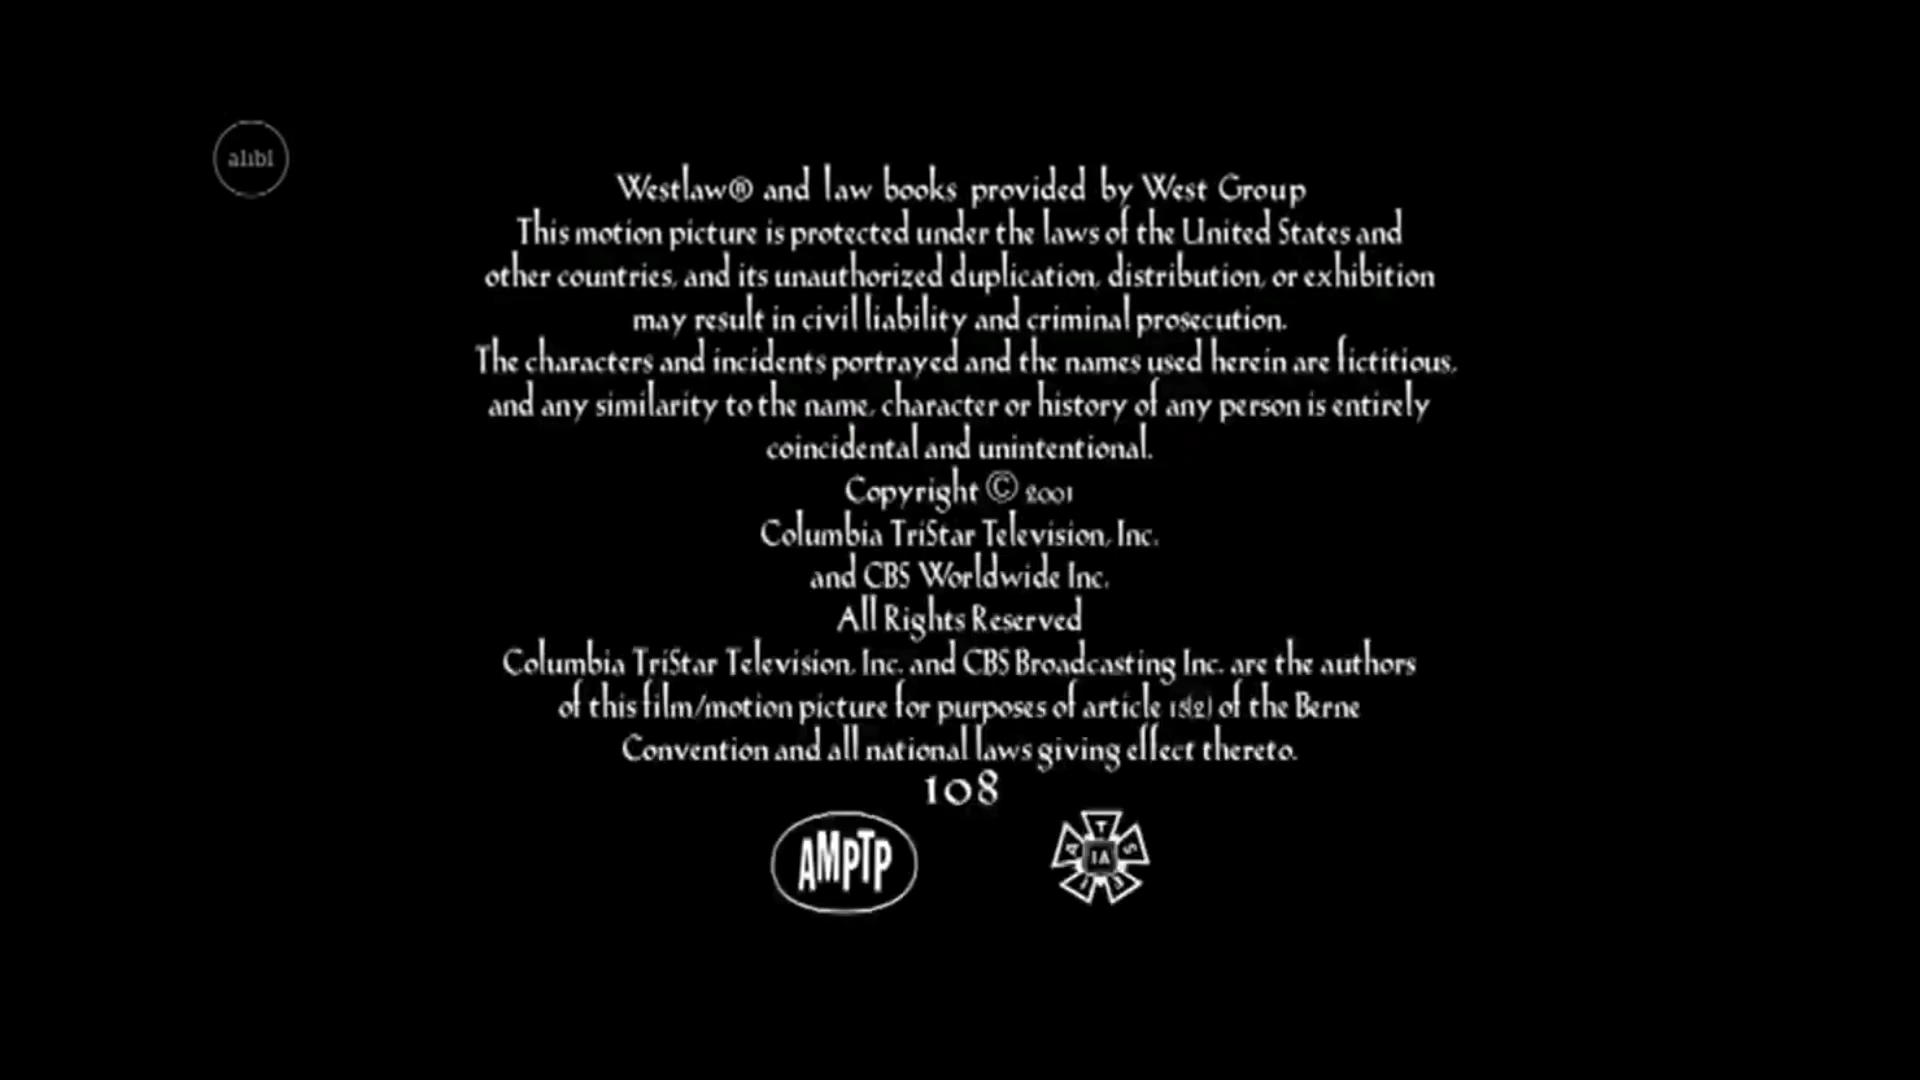 alibi
Westlaw® and law books provided by West Group
This motion picture is protected under the laws of the United States and
other countries, and its unauthorized duplication, distribution, or exhibition
may result in civil liability and criminal prosecution.
The characters and incidents portrayed and the names used herein are fictitious,
and any similarity to the name, character or history of any person is entirely
coincidental and unintentional.
Copyright © 2001
Columbia TriStar Television, Inc.
and CBS Worldwide Inc.
All Rights Reserved
Columbia TriStar Television, Inc. and CBS Broadcasting Inc. are the authors
of this film/motion picture for purposes of article 15(2) of the Berne
Convention and all national laws giving effect thereto.
108
AMPTP
IATSE IA